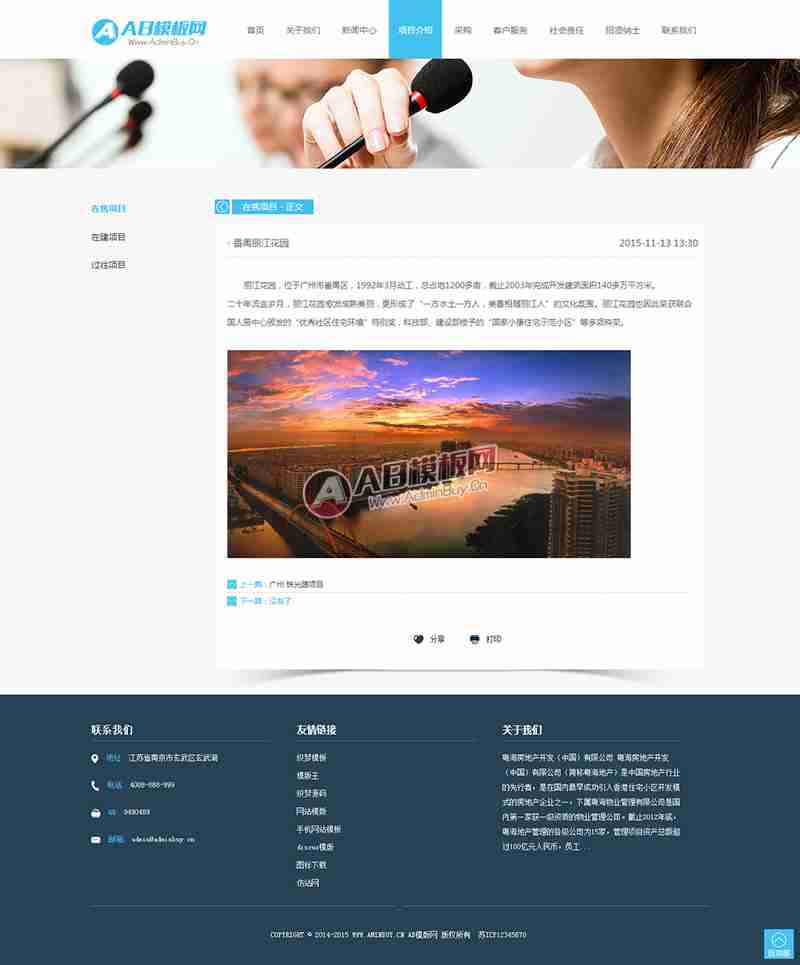 AB模板网
Www.AdminBuy.Cn
首页 关于我们 新闻中心 项目介绍 采购 客户服务 社会责任 招贤纳士 联系我们
在售项目
在建项目
过往项目
在售项目 - 正文
· 番禺丽江花园 2015-11-13 13:30
丽江花园，位于广州市番禺区，1992年3月动工，总占地1200多亩，截止2003年完成开发建筑面积140多万平方米。
二十年流金岁月，丽江花园愈发成熟美丽，更形成了“一方水土一方人，美善相随丽江人”的文化氛围。丽江花园也因此荣获联合
国人居中心颁发的“优秀社区住宅环境”特别奖，科技部、建设部授予的“国家小康住宅示范小区”等多项殊荣。
AB模板网
Www.AdminBuy.Cn
上一篇：广州 珠光路项目
下一篇：没有了
分享 打印
联系我们
地址: 江苏省南京市玄武区玄武湖
电话: 4008-888-999
QQ: 9490489
邮箱: admin@adminbuy.cn
友情链接
织梦模板
模板王
织梦源码
网站模板
手机网站模板
图标下载
仿站网
关于我们
粤海房地产开发（中国）有限公司 粤海房地产开发
（中国）有限公司（简称粤海地产）是中国房地产行业
的先行者，是在国内最早成功引入香港住宅小区开发模
式的房地产企业之一，下属粤海物业管理有限公司是国
内第一家获一级资质的物业管理公司。截止2012年底，
粤海地产管理的各级公司为15家，管理项目资产总额超
过100亿元人民币，员工...
COPYRIGHT © 2014-2015 WWW.AMINBUY.CN AB模板网 版权所有 苏ICP12345678